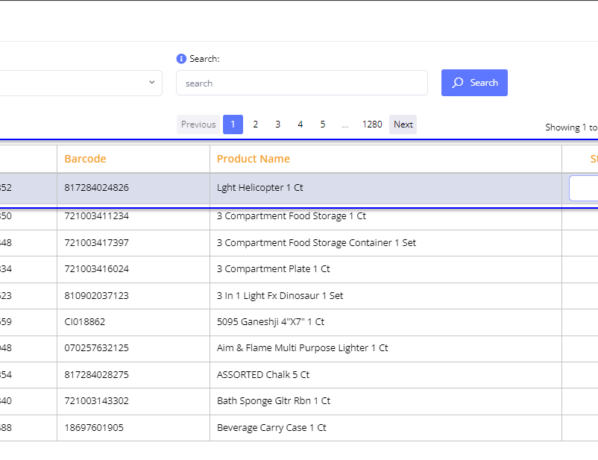 Search:
search
Search
Previous 1 2 3 4 5 ... 1280 Next
Showing 1 to
Barcode Product Name
352 817284024826 Lght Helicopter 1 Ct
350 721003411234 3 Compartment Food Storage 1 Ct
348 721003417397 3 Compartment Food Storage Container 1 Set
334 721003416024 3 Compartment Plate 1 Ct
523 810902037123 3 In 1 Light Fx Dinosaur 1 Set
559 CI018862 5095 Ganeshji 4"X7" 1 Ct
048 070257632125 Aim & Flame Multi Purpose Lighter 1 Ct
354 817284028275 ASSORTED Chalk 5 Ct
340 721003143302 Bath Sponge Gltr Rbn 1 Ct
388 18697601905 Beverage Carry Case 1 Ct